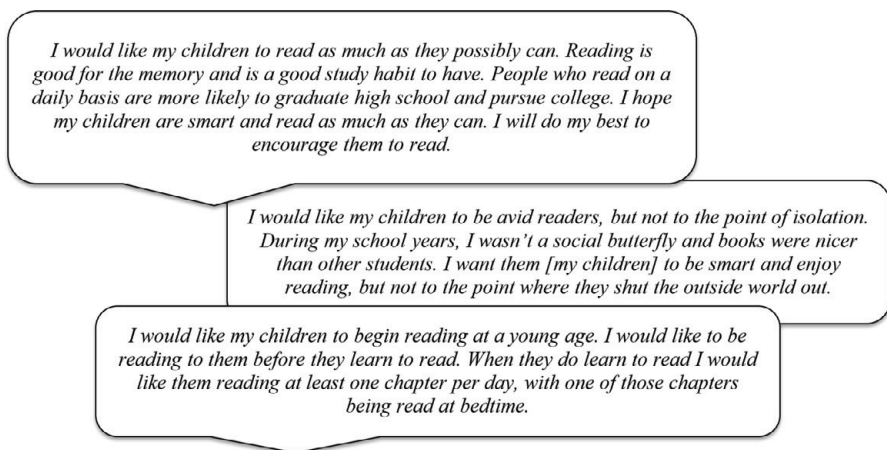 I would like my children to read as much as they possibly can. Reading is
good for the memory and is a good study habit to have. People who read on a
daily basis are more likely to graduate high school and pursue college. I hope
my children are smart and read as much as they can. I will do my best to
encourage them to read.
I would like my children to be avid readers, but not to the point of isolation.
During my school years, I wasn’t a social butterfly and books were nicer
than other students. I want them [my children] to be smart and enjoy
reading, but not to the point where they shut the outside world out.
I would like my children to begin reading at a young age. I would like to be
reading to them before they learn to read. When they do learn to read I would
like them reading at least one chapter per day, with one of those chapters
being read at bedtime.